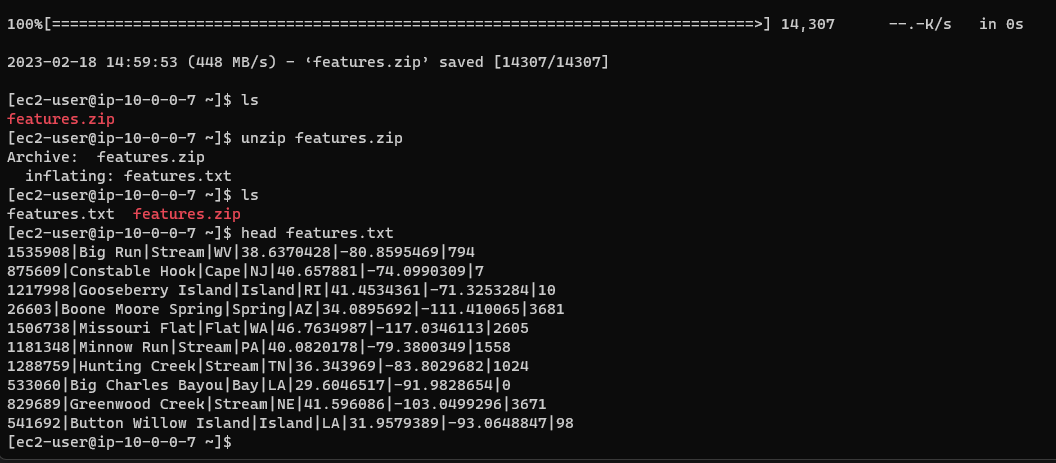 100%[==============================================================================>] 14,307      --.-K/s   in 0s
2023-02-18 14:59:53 (448 MB/s) - ‘features.zip’ saved [14307/14307]
[ec2-user@ip-10-0-0-7 ~]$ ls
features.zip
[ec2-user@ip-10-0-0-7 ~]$ unzip features.zip
Archive:  features.zip
  inflating: features.txt
[ec2-user@ip-10-0-0-7 ~]$ ls
features.txt  features.zip
[ec2-user@ip-10-0-0-7 ~]$ head features.txt
1535908|Big Run|Stream|WV|38.6370428|-80.8595469|794
875609|Constable Hook|Cape|NJ|40.657881|-74.0990309|7
1217998|Gooseberry Island|Island|RI|41.4534361|-71.3253284|10
26603|Boone Moore Spring|Spring|AZ|34.0895692|-111.410065|3681
1506738|Missouri Flat|Flat|WA|46.7634987|-117.0346113|2605
1181348|Minnow Run|Stream|PA|40.0820178|-79.3800349|1558
1288759|Hunting Creek|Stream|TN|36.343969|-83.8029682|1024
533060|Big Charles Bayou|Bay|LA|29.6046517|-91.9828654|0
829689|Greenwood Creek|Stream|NE|41.596086|-103.0499296|3671
541692|Button Willow Island|Island|LA|31.9579389|-93.0648847|98
[ec2-user@ip-10-0-0-7 ~]$